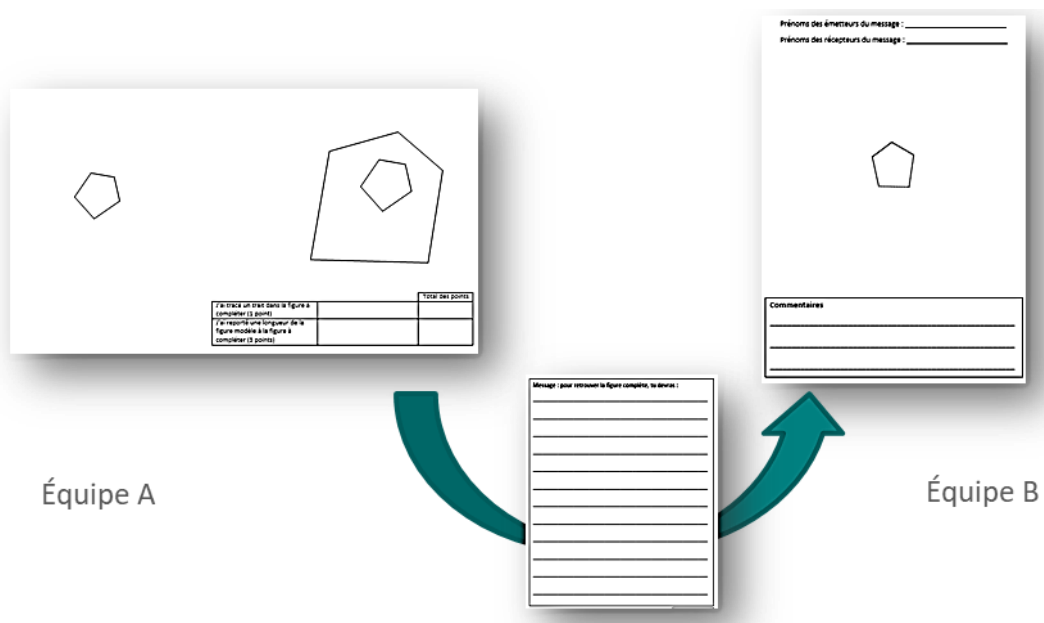 Prénoms des émetteurs du message :
Prénoms des récepteurs du message :
Total des points
J'ai tracé un trait dans la figure à
compléter (1 point)
J'ai reporté une longueur de la
figure modèle à la figure à
compléter (3 points)
Commentaires
Message : pour retrouver la figure complète, tu devras :
Équipe A
Équipe B